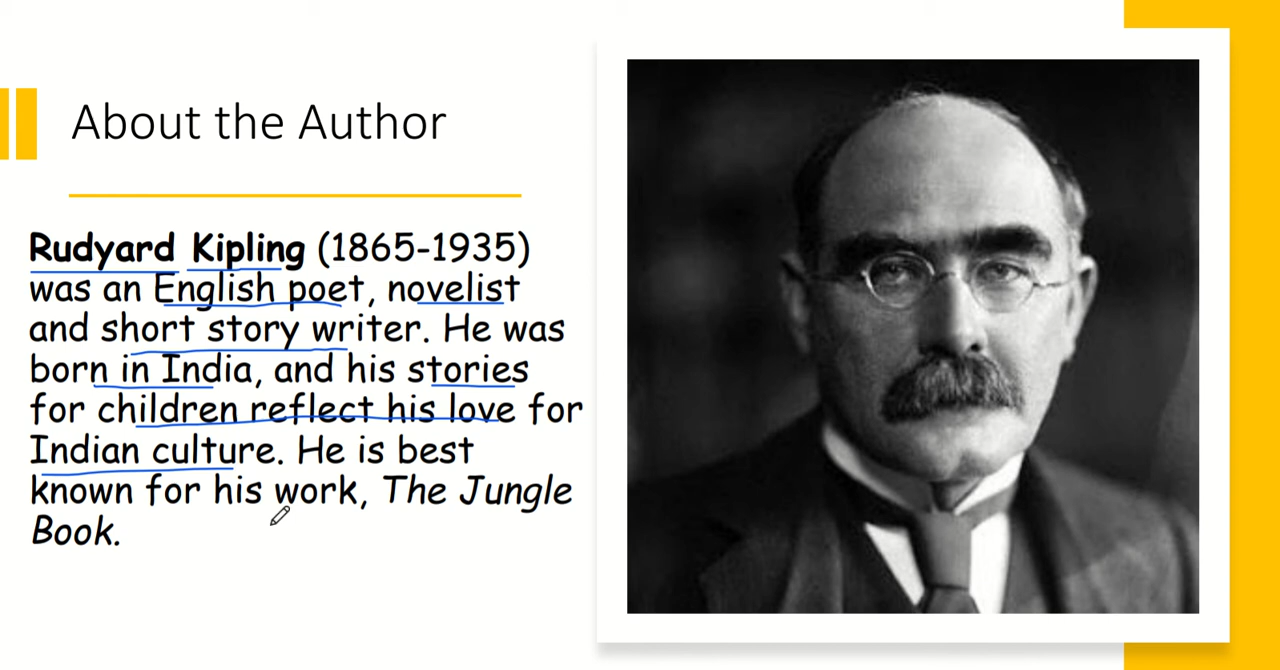 About the Author
Rudyard Kipling (1865-1935)
was an English poet, novelist
and short story writer. He was
born in India, and his stories
for children reflect his love for
Indian culture. He is best
known for his work, The Jungle
Book.